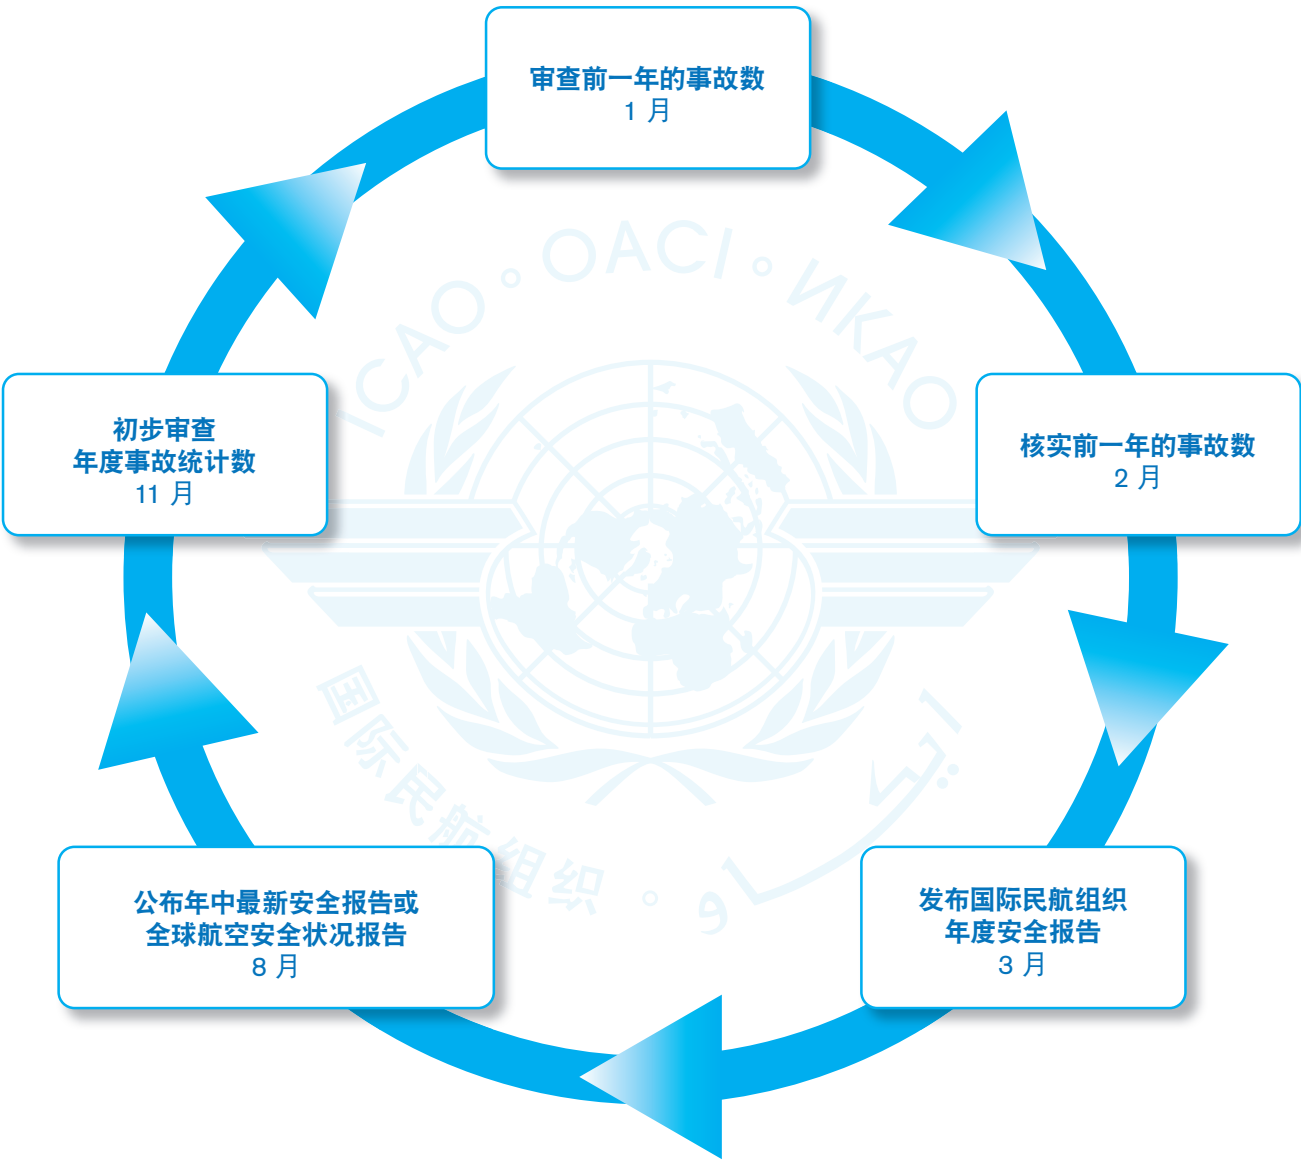 审查前一年的事故数
1 月
核实前一年的事故数
2 月
发布国际民航组织
年度安全报告
3 月
公布年中最新安全报告或
全球航空安全状况报告
8 月
初步审查
年度事故统计数
11 月
ICAO ◦ OACI ◦ ИКАО
国际民航组织 ◦ ايكاو